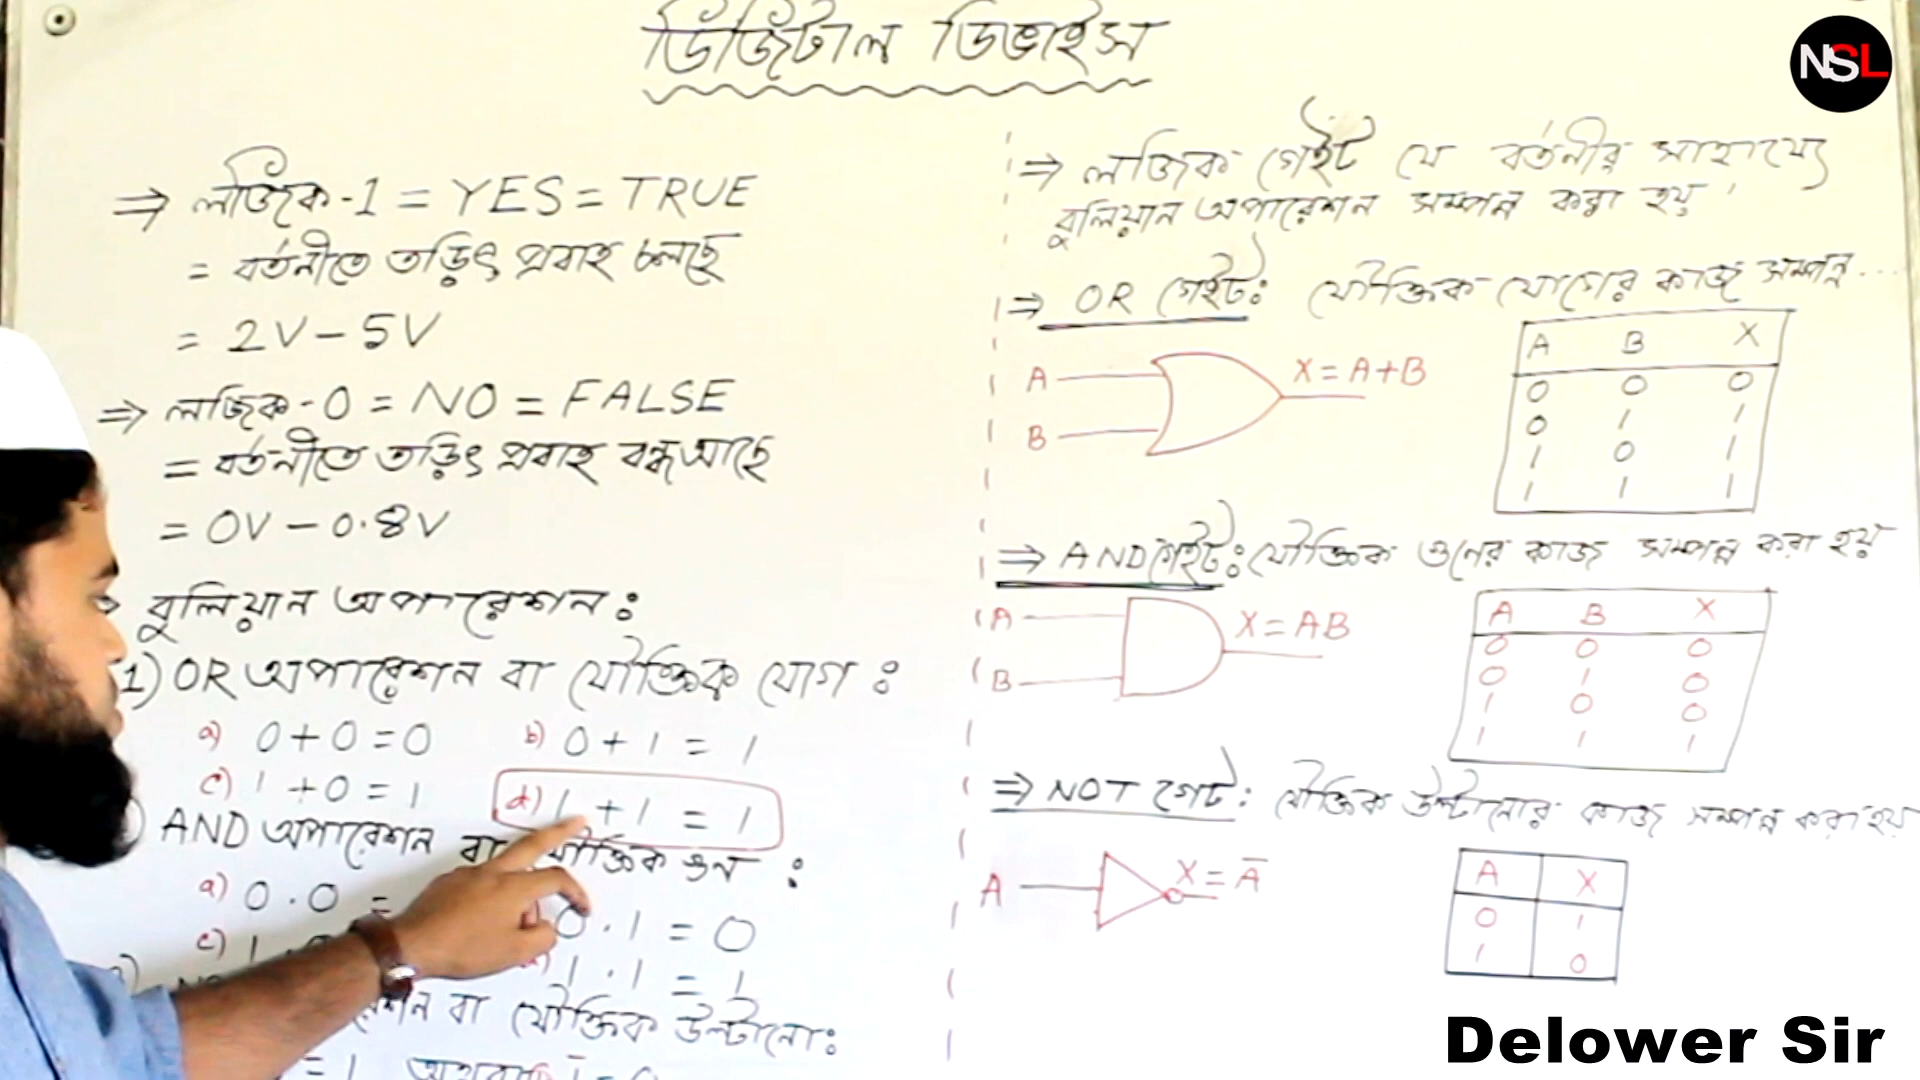 ডিজিটাল ডিভাইস
NSL
⇒ লজিক-1 = YES = TRUE
= বর্তনীতে তড়িৎ প্রবাহ চলছে
= 2V – 5V
⇒ লজিক-0 = NO = FALSE
= বর্তনীতে তড়িৎ প্রবাহ বন্ধ আছে
= 0V – 0.8V
বুলিয়ান অপারেশন :
1) OR অপারেশন বা যৌক্তিক যোগ :
a) 0+0=0 b) 0+1 = 1
c) 1+0=1 d) 1+1 = 1
) AND অপারেশন বা যৌক্তিক গুন :
a) 0.0 = 0.1 = 0
c) 1. 1.1 = 1
বা যৌক্তিক উল্টানো:
= 1 অথবা
⇒ লজিক গেইট যে বর্তনীর সাহায্যে
বুলিয়ান অপারেশন সম্পন্ন করা হয়
⇒ OR গেইট: যৌক্তিক যোগের কাজ সম্পন্ন...
A
B
X=A+B
A B X
0 0 0
0 1 1
1 0 1
1 1 1
⇒ AND গেইট: যৌক্তিক গুনের কাজ সম্পন্ন করা হয়
A
B
X=AB
A B X
0 0 0
0 1 0
1 0 0
1 1 1
⇒ NOT গেট: যৌক্তিক উল্টানোর কাজ সম্পন্ন করা হয়
A
X=A̅
A X
0 1
1 0
Delower Sir